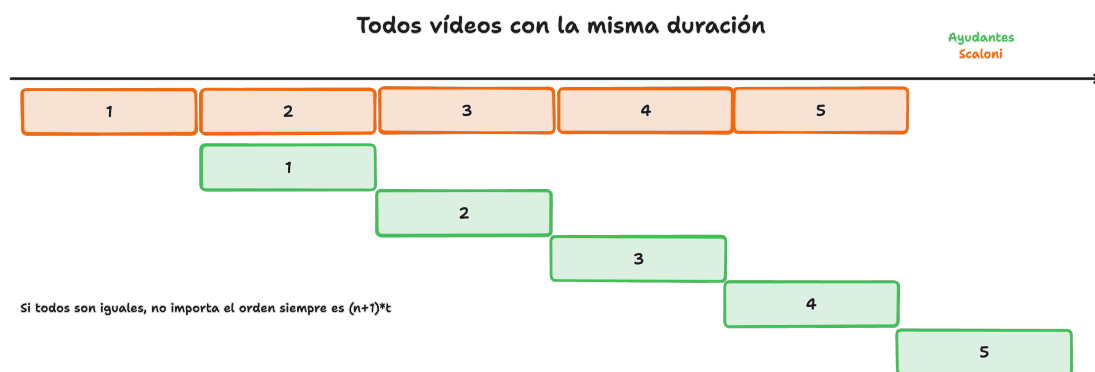 Todos vídeos con la misma duración
Ayudantes
Scaloni
1
2
3
4
5
1
2
3
4
5
Si todos son iguales, no importa el orden siempre es (n+1)*t